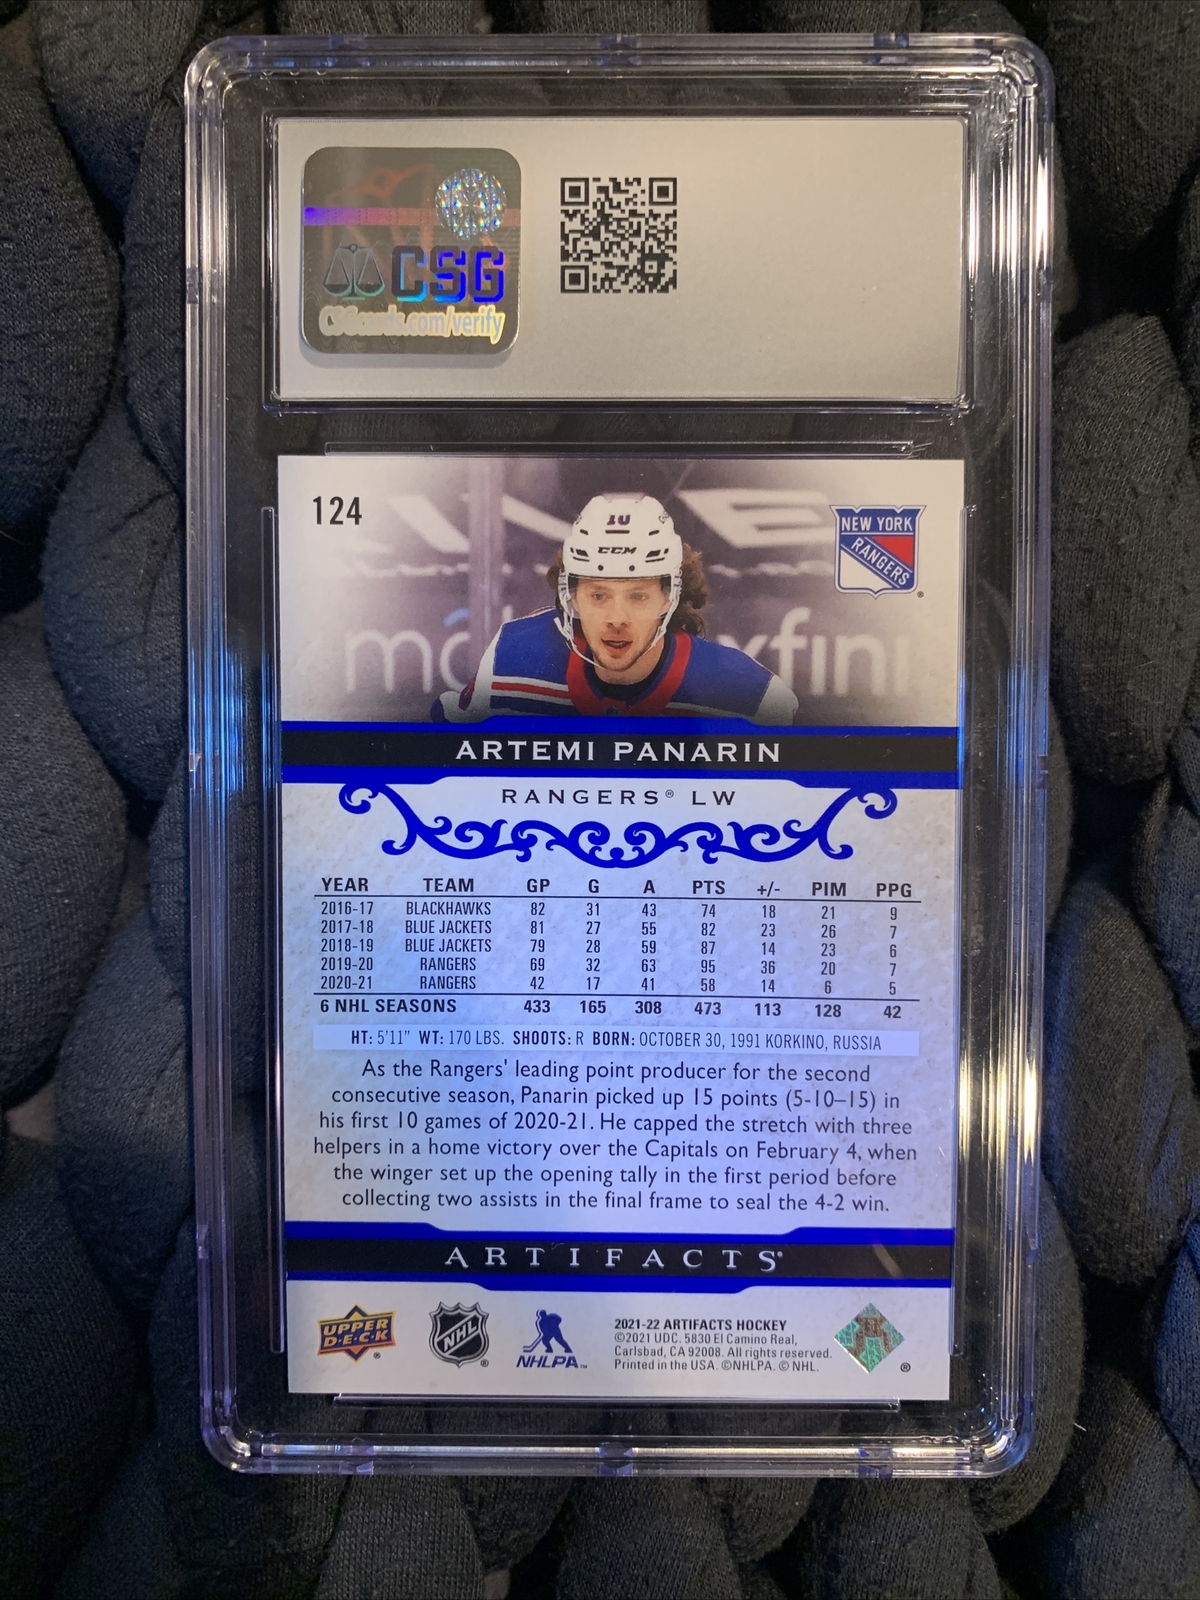 CSG
CSGcards.com/verify
124
10
CCM
NEW YORK
RANGERS
®
xfini
ARTEMI PANARIN
RANGERS® LW
YEAR TEAM GP G A PTS +/- PIM PPG
2016-17 BLACKHAWKS 82 31 43 74 18 21 9
2017-18 BLUE JACKETS 81 27 55 82 23 26 7
2018-19 BLUE JACKETS 79 28 59 87 14 23 6
2019-20 RANGERS 69 32 63 95 36 20 7
2020-21 RANGERS 42 17 41 58 14 6 5
6 NHL SEASONS 433 165 308 473 113 128 42
HT: 5'11" WT: 170 LBS. SHOOTS: R BORN: OCTOBER 30, 1991 KORKINO, RUSSIA
As the Rangers' leading point producer for the second
consecutive season, Panarin picked up 15 points (5-10–15) in
his first 10 games of 2020-21. He capped the stretch with three
helpers in a home victory over the Capitals on February 4, when
the winger set up the opening tally in the first period before
collecting two assists in the final frame to seal the 4-2 win.
ARTIFACTS®
UPPER
D·E·C·K
®
NHL
®
NHLPA™
2021-22 ARTIFACTS HOCKEY
©2021 UDC. 5830 El Camino Real,
Carlsbad, CA 92008. All rights reserved.
Printed in the USA. ©NHLPA. © NHL.
®